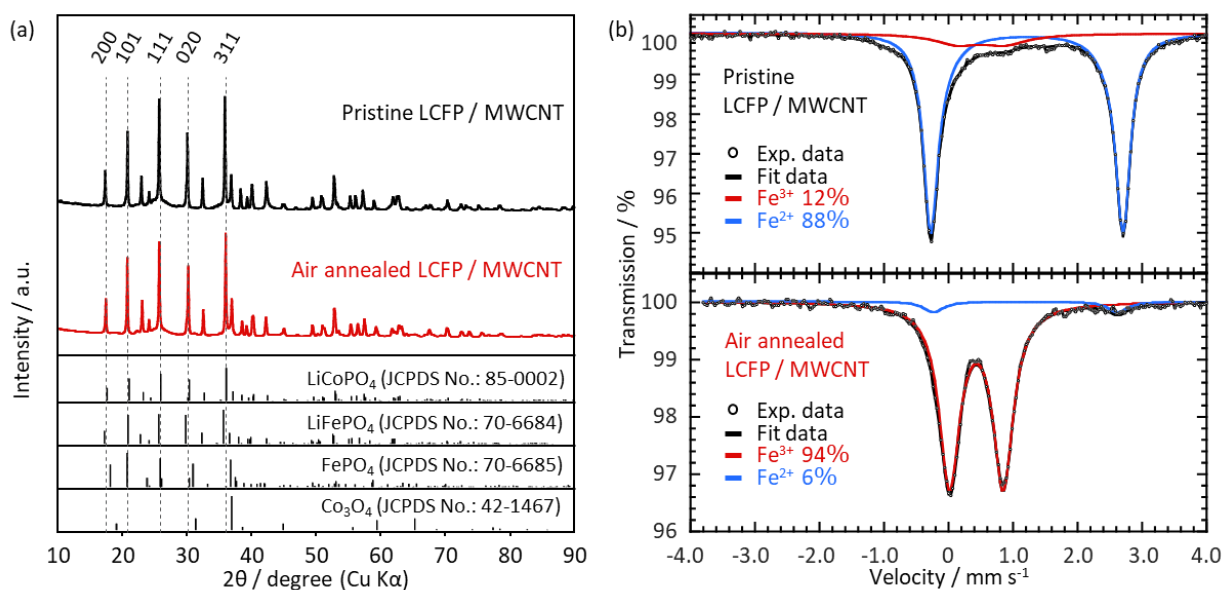 (a)
200
101
111
020
311
Pristine LCFP / MWCNT
Air annealed LCFP / MWCNT
LiCoPO₄ (JCPDS No.: 85-0002)
LiFePO₄ (JCPDS No.: 70-6684)
FePO₄ (JCPDS No.: 70-6685)
Co₃O₄ (JCPDS No.: 42-1467)
Intensity / a.u.
10 20 30 40 50 60 70 80 90
2θ / degree (Cu Kα)
(b)
100
99
98
97
96
95
Pristine
LCFP / MWCNT
Exp. data
Fit data
Fe³⁺ 12%
Fe²⁺ 88%
Transmission / %
100
99
98
97
96
Air annealed
LCFP / MWCNT
Exp. data
Fit data
Fe³⁺ 94%
Fe²⁺ 6%
-4.0 -3.0 -2.0 -1.0 0 1.0 2.0 3.0 4.0
Velocity / mm s⁻¹